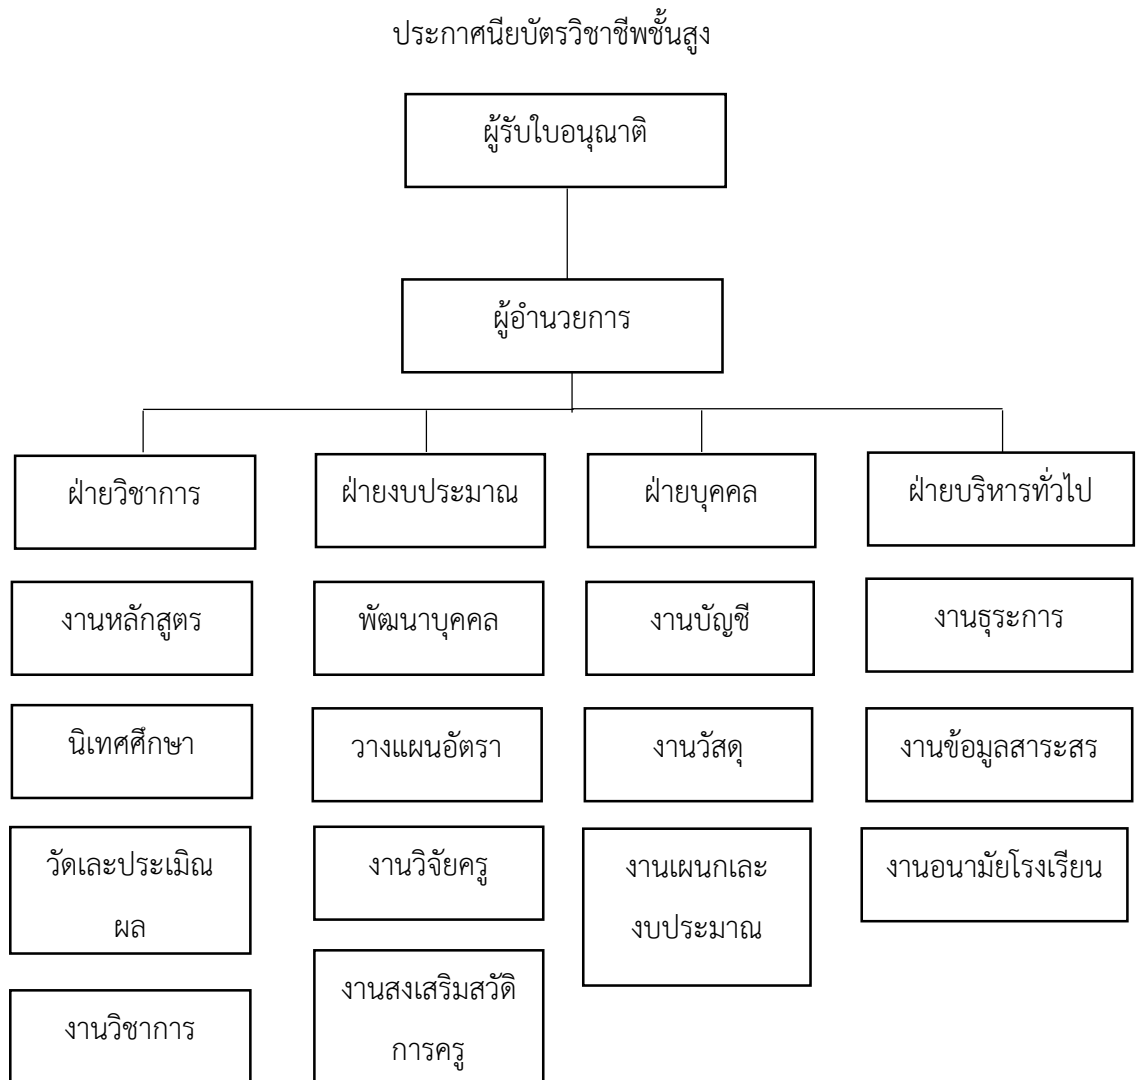 ประกาศนียบัตรวิชาชีพชั้นสูง
ผู้รับใบอนุณาติ
ผู้อำนวยการ
ฝ่ายวิชาการ
ฝ่ายงบประมาณ
ฝ่ายบุคคล
ฝ่ายบริหารทั่วไป
งานหลักสูตร
พัฒนาบุคคล
งานบัญชี
งานธุระการ
นิเทศศึกษา
วางแผนอัตรา
งานวัสดุ
งานข้อมูลสาระสร
วัดเละประเมิณ
ผล
งานวิจัยครู
งานเผนกเละ
งบประมาณ
งานอนามัยโรงเรียน
งานวิชาการ
งานสงเสริมสวัดิ
การครู